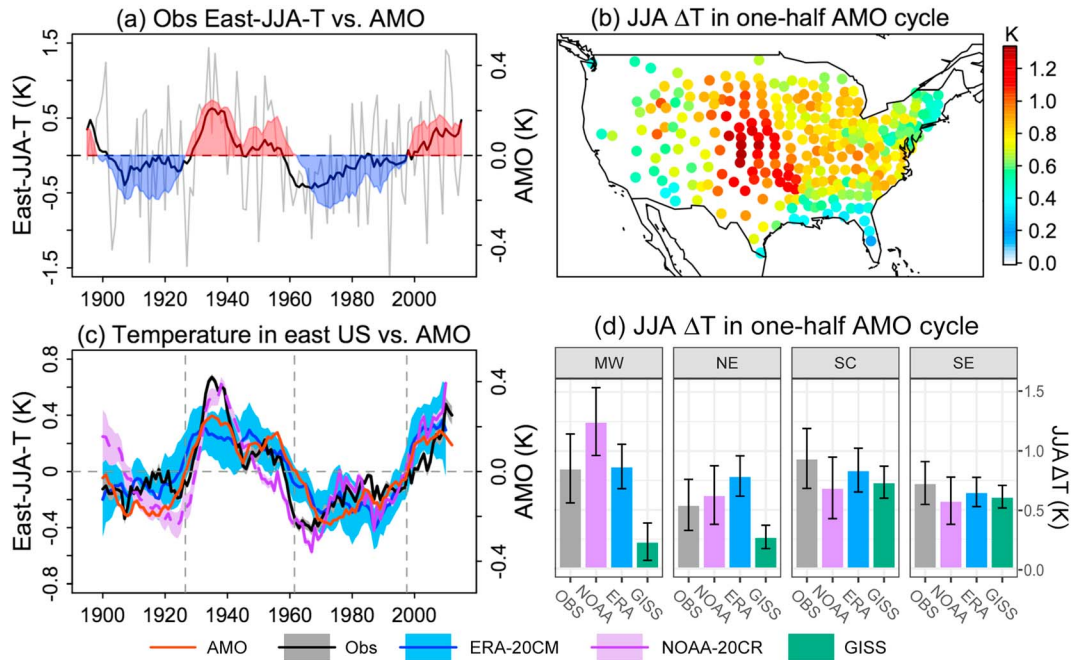 (a) Obs East-JJA-T vs. AMO
East-JJA-T (K)
1.5
0.5
-0.5
-1.5
AMO (K)
0.4
0.0
-0.4
1900 1920 1940 1960 1980 2000
(b) JJA ΔT in one-half AMO cycle
K
1.2
1.0
0.8
0.6
0.4
0.2
0.0
(c) Temperature in east US vs. AMO
East-JJA-T (K)
0.8
0.4
0
-0.4
-0.8
AMO (K)
0.4
0.2
0.0
-0.4
1900 1920 1940 1960 1980 2000
(d) JJA ΔT in one-half AMO cycle
MW NE SC SE
JJA ΔT (K)
1.5
1.0
0.5
0.0
OBS NOAA ERA GISS OBS NOAA ERA GISS OBS NOAA ERA GISS OBS NOAA ERA GISS
AMO Obs ERA-20CM NOAA-20CR GISS